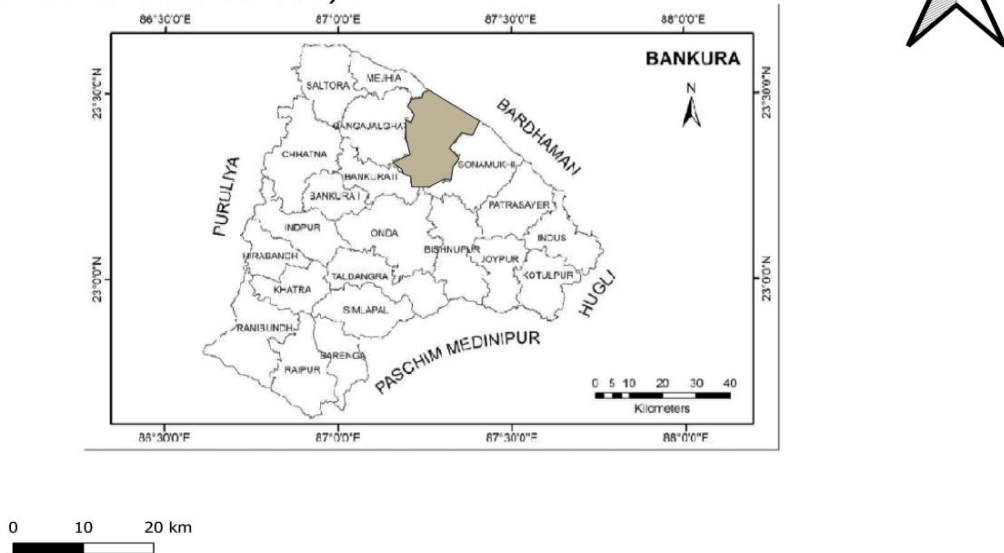 86°30'0"E 87°0'0"E 87°30'0"E 88°0'0"E
BANKURA
N
23°30'0"N
23°30'0"N
MEJHIA
SALTORA
BARDHAMAN
CHHATNA
SONAMUKHI
PURULIYA
BANKURA II
BANKURA I
PATRASAYER
INDPUR
ONDA
INDUS
BISHNUPUR
HIRABANDH
JOYPUR
TALDANGRA
KOTULPUR
23°0'0"N
23°0'0"N
KHATRA
HUGLI
SIMLAPAL
RANIBUNDH
BARENGA
RAIPUR
PASCHIM MEDINIPUR
0 5 10 20 30 40
Kilometers
86°30'0"E 87°0'0"E 87°30'0"E 88°0'0"E
0 10 20 km